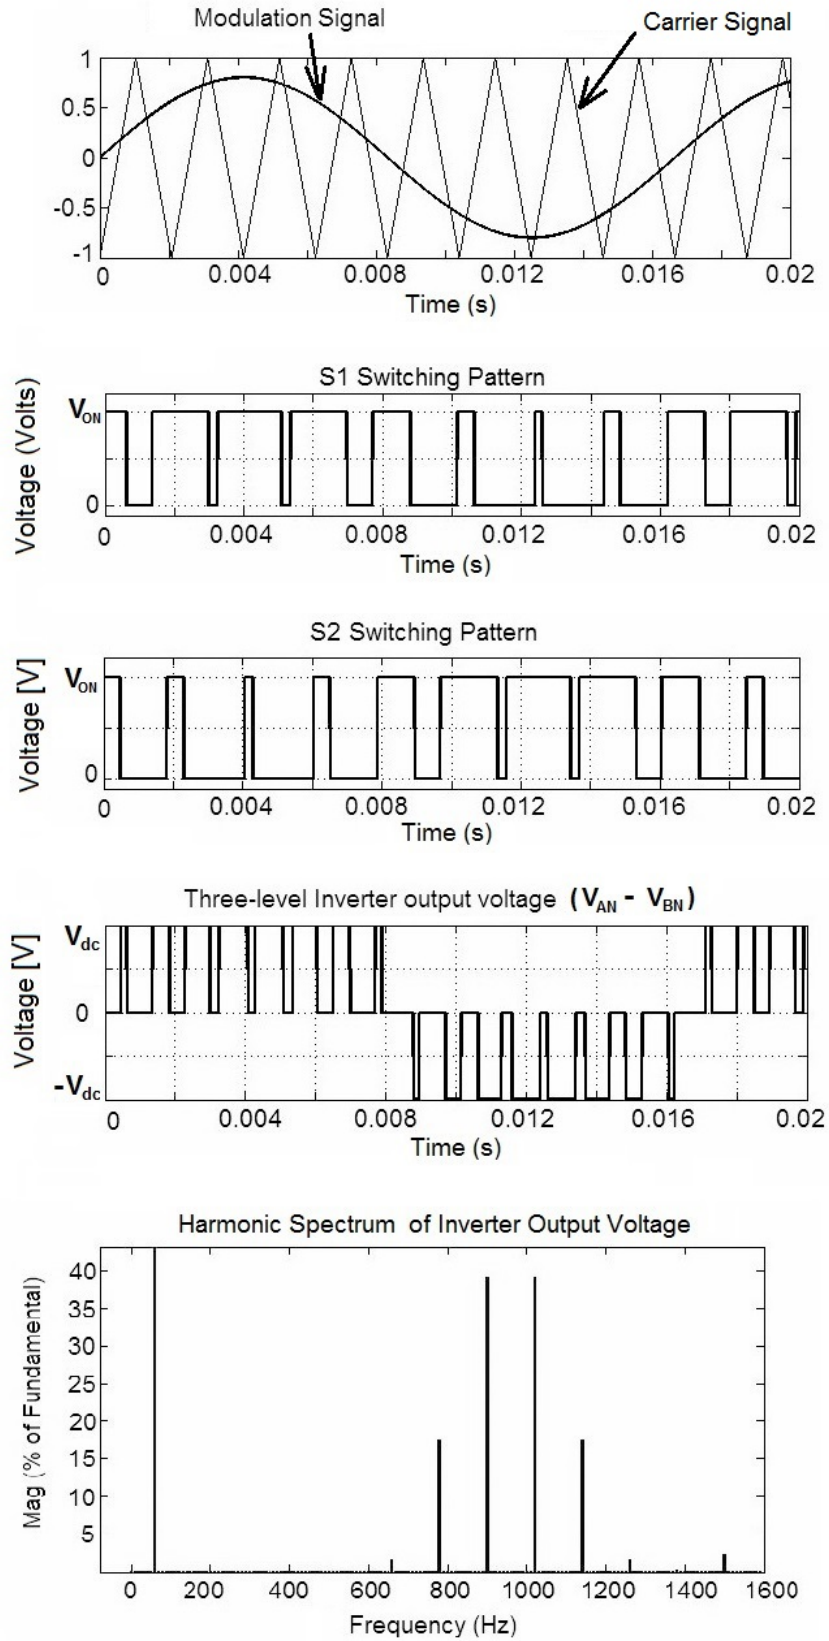 Modulation Signal
Carrier Signal
1
0.5
0
-0.5
-1
0 0.004 0.008 0.012 0.016 0.02
Time (s)
S1 Switching Pattern
Voltage (Volts)
VON
0
0 0.004 0.008 0.012 0.016 0.02
Time (s)
S2 Switching Pattern
Voltage [V]
VON
0
0 0.004 0.008 0.012 0.016 0.02
Time (s)
Three-level Inverter output voltage (VAN - VBN)
Voltage [V]
Vdc
0
-Vdc
0 0.004 0.008 0.012 0.016 0.02
Time (s)
Harmonic Spectrum of Inverter Output Voltage
Mag (% of Fundamental)
40
35
30
25
20
15
10
5
0 200 400 600 800 1000 1200 1400 1600
Frequency (Hz)